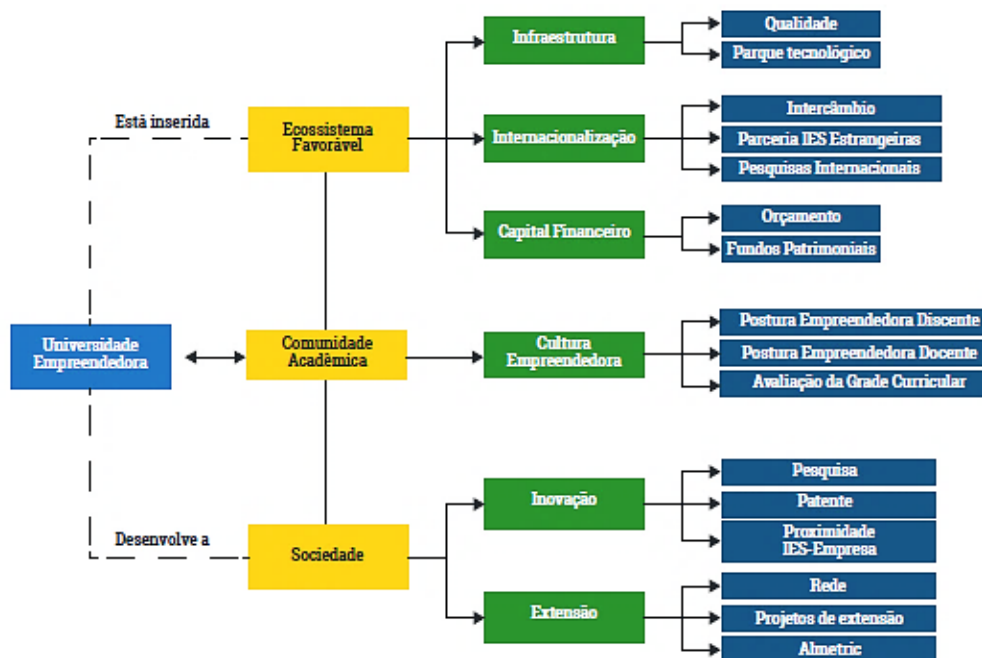 Infraestrutura
Qualidade
Parque tecnológico
Está inserida
Ecossistema
Favorável
Internacionalização
Intercâmbio
Parceria IES Estrangeiras
Pesquisas Internacionais
Capital Financeiro
Orçamento
Fundos Patrimoniais
Universidade
Empreendedora
Comunidade
Acadêmica
Cultura
Empreendedora
Postura Empreendedora Discente
Postura Empreendedora Docente
Avaliação da Grade Curricular
Desenvolve a
Sociedade
Inovação
Pesquisa
Patente
Proximidade
IES-Empresa
Extensão
Rede
Projetos de extensão
Almetric